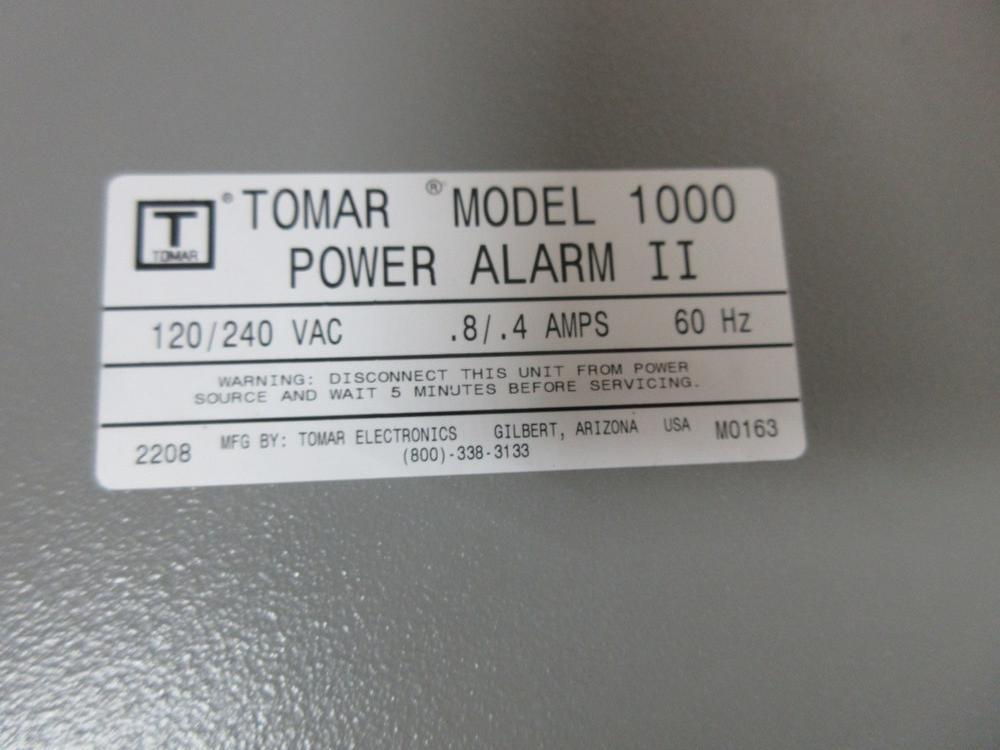 T
TOMAR
® TOMAR ® MODEL 1000
POWER ALARM II
120/240 VAC .8/.4 AMPS 60 Hz
WARNING: DISCONNECT THIS UNIT FROM POWER
SOURCE AND WAIT 5 MINUTES BEFORE SERVICING.
2208 MFG BY: TOMAR ELECTRONICS GILBERT, ARIZONA USA M0163
(800)-338-3133